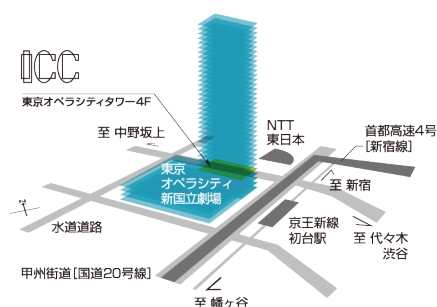 ICC
東京オペラシティタワー4F
NTT
東日本
首都高速4号
[新宿線]
至 中野坂上
東京
オペラシティ
新国立劇場
至 新宿
水道道路
京王新線
初台駅
至 代々木
渋谷
甲州街道[国道20号線]
至 幡ヶ谷